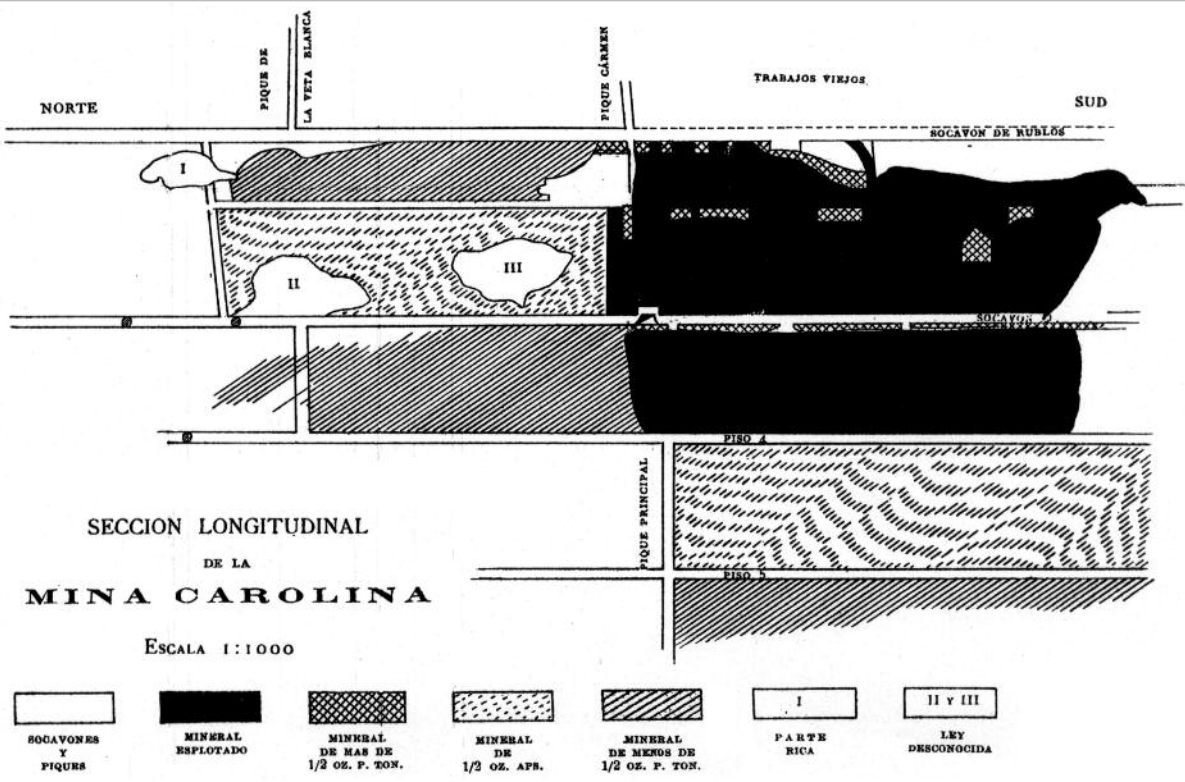 PIQUE DE
LA VETA BLANCA
PIQUE CÁRMEN
TRABAJOS VIEJOS
NORTE
SUD
SOCAVON DE RUBLOS
I
II
III
SOCAVON 2
PISO 4
PIQUE PRINCIPAL
PISO 5
SECCION LONGITUDINAL
DE LA
MINA CAROLINA
ESCALA 1:1000
I
II Y III
SOCAVONES
Y
PIQUES
MINERAL
ESPLOTADO
MINERAL
DE MAS DE
1/2 OZ. P. TON.
MINERAL
DE
1/2 OZ. APS.
MINERAL
DE MENOS DE
1/2 OZ. P. TON.
PARTE
RICA
LEY
DESCONOCIDA